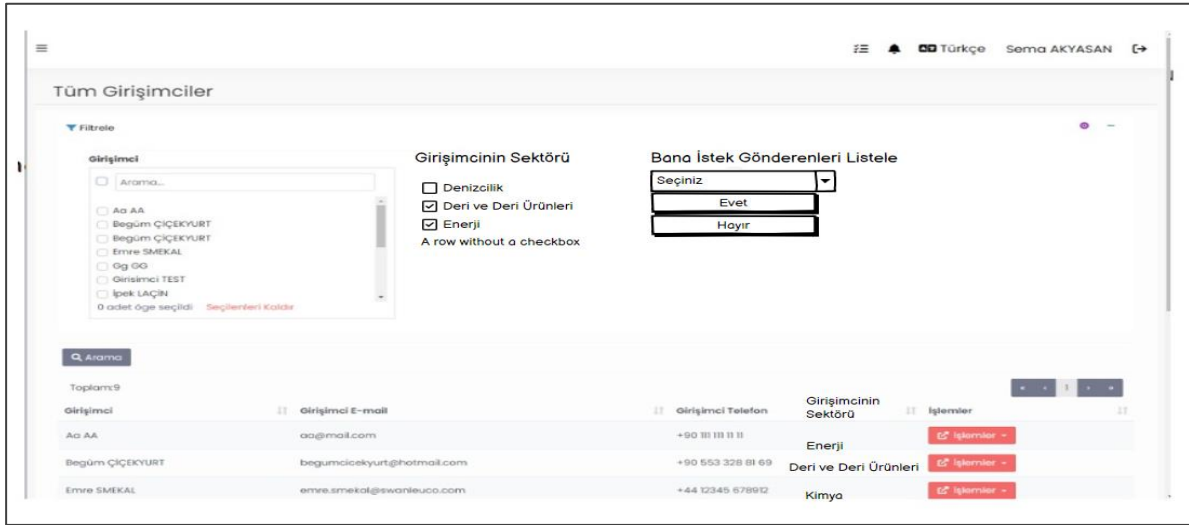 Türkçe Sema AKYASAN
Tüm Girişimciler
Filtrele
Girişimci
Arama...
Aa AA
Begüm ÇİÇEKYURT
Begüm ÇİÇEKYURT
Emre SMEKAL
Gg GG
Girisimci TEST
İpek LAÇİN
0 adet öge seçildi Seçilenleri Kaldır
Girişimcinin Sektörü
Denizcilik
Deri ve Deri Ürünleri
Enerji
A row without a checkbox
Bana İstek Gönderenleri Listele
Seçiniz
Evet
Hayır
Arama
Toplam:9
« ‹ 1 › »
Girişimci Girişimci E-mail Girişimci Telefon Girişimcinin Sektörü İşlemler
Aa AA aa@mail.com +90 111 111 11 11 Enerji İşlemler
Begüm ÇİÇEKYURT begumcicekyurt@hotmail.com +90 553 328 81 69 Deri ve Deri Ürünleri İşlemler
Emre SMEKAL emre.smekal@swanleuco.com +44 12345 678912 Kimya İşlemler